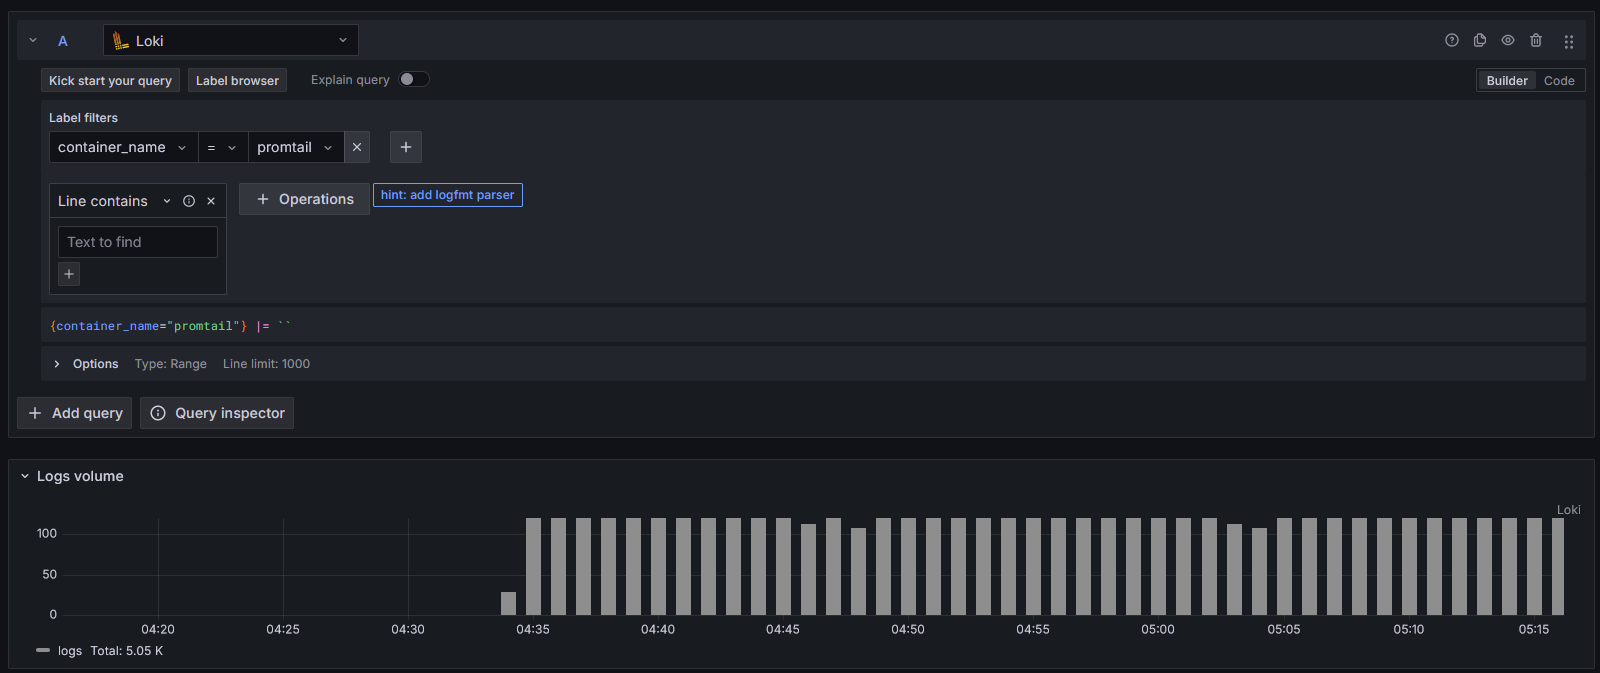 A Loki
Kick start your query Label browser Explain query Builder Code
Label filters
container_name = promtail
Line contains Operations hint: add logfmt parser
Text to find
{container_name="promtail"} |= ``
Options Type: Range Line limit: 1000
Add query Query inspector
Logs volume
Loki
100
50
0
04:20 04:25 04:30 04:35 04:40 04:45 04:50 04:55 05:00 05:05 05:10 05:15
logs Total: 5.05 K